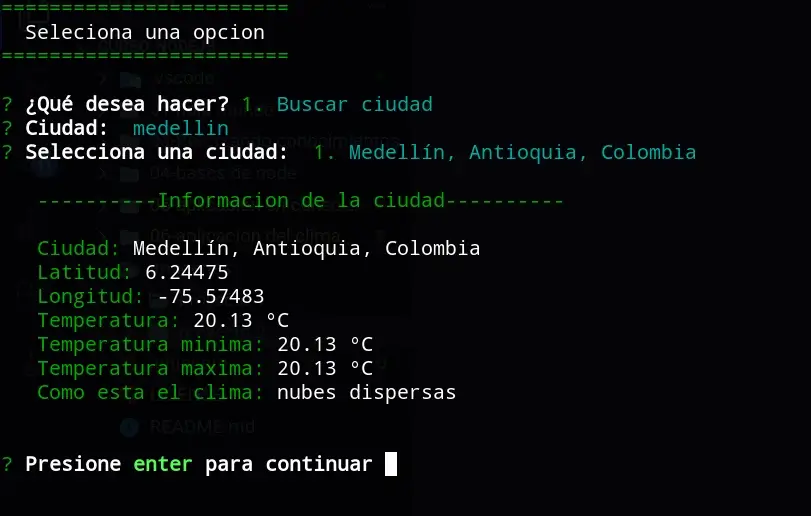 ========================
Seleciona una opcion
========================
? ¿Qué desea hacer? 1. Buscar ciudad
? Ciudad: medellin
? Selecciona una ciudad: 1. Medellín, Antioquia, Colombia
----------Informacion de la ciudad----------
Ciudad: Medellín, Antioquia, Colombia
Latitud: 6.24475
Longitud: -75.57483
Temperatura: 20.13 °C
Temperatura minima: 20.13 °C
Temperatura maxima: 20.13 °C
Como esta el clima: nubes dispersas
README.md
? Presione enter para continuar